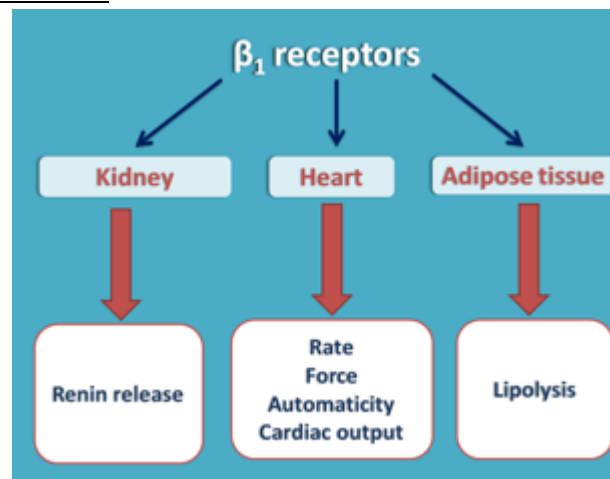 β₁ receptors
Kidney
Heart
Adipose tissue
Renin release
Rate
Force
Automaticity
Cardiac output
Lipolysis